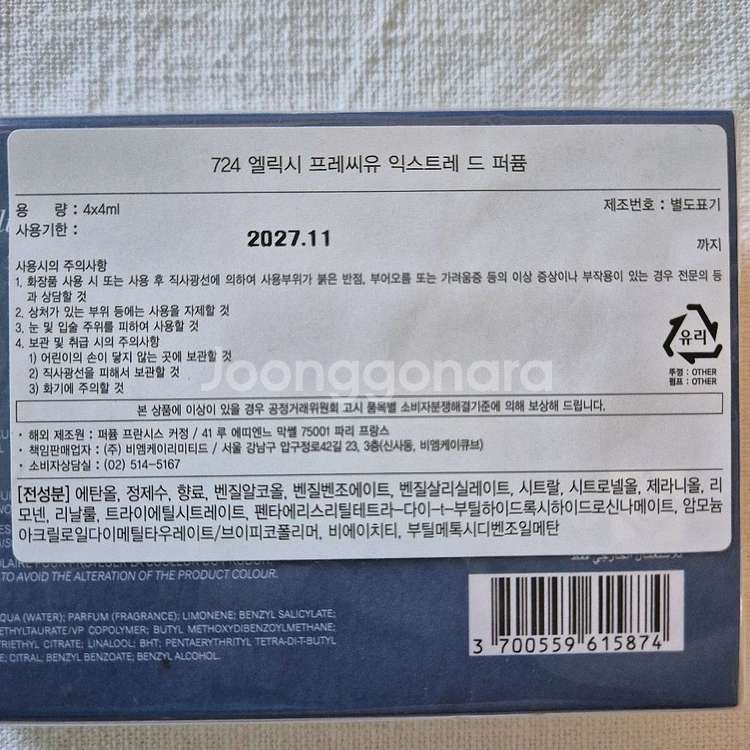 724 엘릭시 프레씨유 익스트레 드 퍼퓸
용 량 : 4x4ml
제조번호 : 별도표기
사용기한 :
2027.11
까지
사용시의 주의사항
1. 화장품 사용 시 또는 사용 후 직사광선에 의하여 사용부위가 붉은 반점, 부어오름 또는 가려움증 등의 이상 증상이나 부작용이 있는 경우 전문의 등
과 상담할 것
2. 상처가 있는 부위 등에는 사용을 자제할 것
3. 눈 및 입술 주위를 피하여 사용할 것
4. 보관 및 취급 시의 주의사항
1) 어린이의 손이 닿지 않는 곳에 보관할 것
2) 직사광선을 피해서 보관할 것
3) 화기에 주의할 것
유리
뚜껑 : OTHER
펌프 : OTHER
Joonggonara
본 상품에 이상이 있을 경우 공정거래위원회 고시 품목별 소비자분쟁해결기준에 의해 보상해 드립니다.
• 해외 제조원 : 퍼퓸 프란시스 커정 / 41 루 에띠엔느 막쎌 75001 파리 프랑스
• 책임판매업자 : (주) 비엠케이리미티드 / 서울 강남구 압구정로42길 23, 3층(신사동, 비엠케이큐브)
• 소비자상담실 : (02) 514-5167
[전성분] 에탄올, 정제수, 향료, 벤질알코올, 벤질벤조에이트, 벤질살리실레이트, 시트랄, 시트로넬올, 제라니올, 리
모넨, 리날룰, 트라이에틸시트레이트, 펜타에리스리틸테트라-다이-t-부틸하이드록시하이드로신나메이트, 암모늄
아크릴로일다이메틸타우레이트/브이피코폴리머, 비에이치티, 부틸메톡시디벤조일메탄
TO AVOID THE ALTERATION OF THE PRODUCT COLOUR.
AQUA (WATER); PARFUM (FRAGRANCE); LIMONENE; BENZYL SALICYLATE;
METHYLTAURATE/VP COPOLYMER; BUTYL METHOXYDIBENZOYLMETHANE;
TRIETHYL CITRATE; LINALOOL; BHT; PENTAERYTHRITYL TETRA-DI-T-BUTYL
CITRAL; BENZYL BENZOATE; BENZYL ALCOHOL.
3 700559 615874